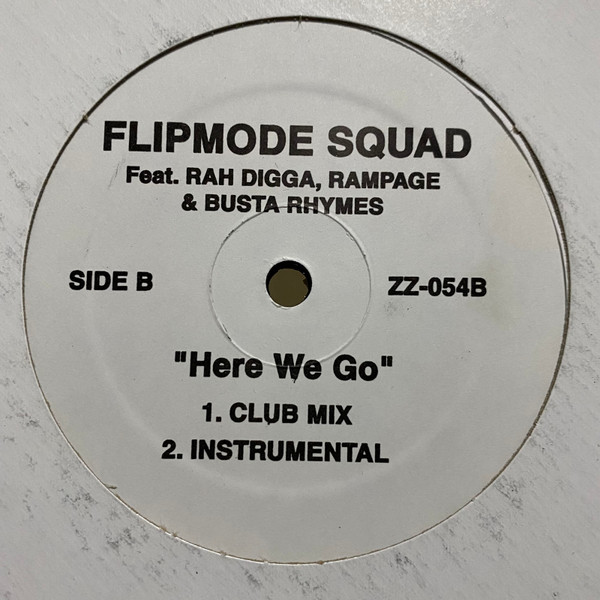 FLIPMODE SQUAD
Feat. RAH DIGGA, RAMPAGE
& BUSTA RHYMES
SIDE B
ZZ-054B
"Here We Go"
1. CLUB MIX
2. INSTRUMENTAL